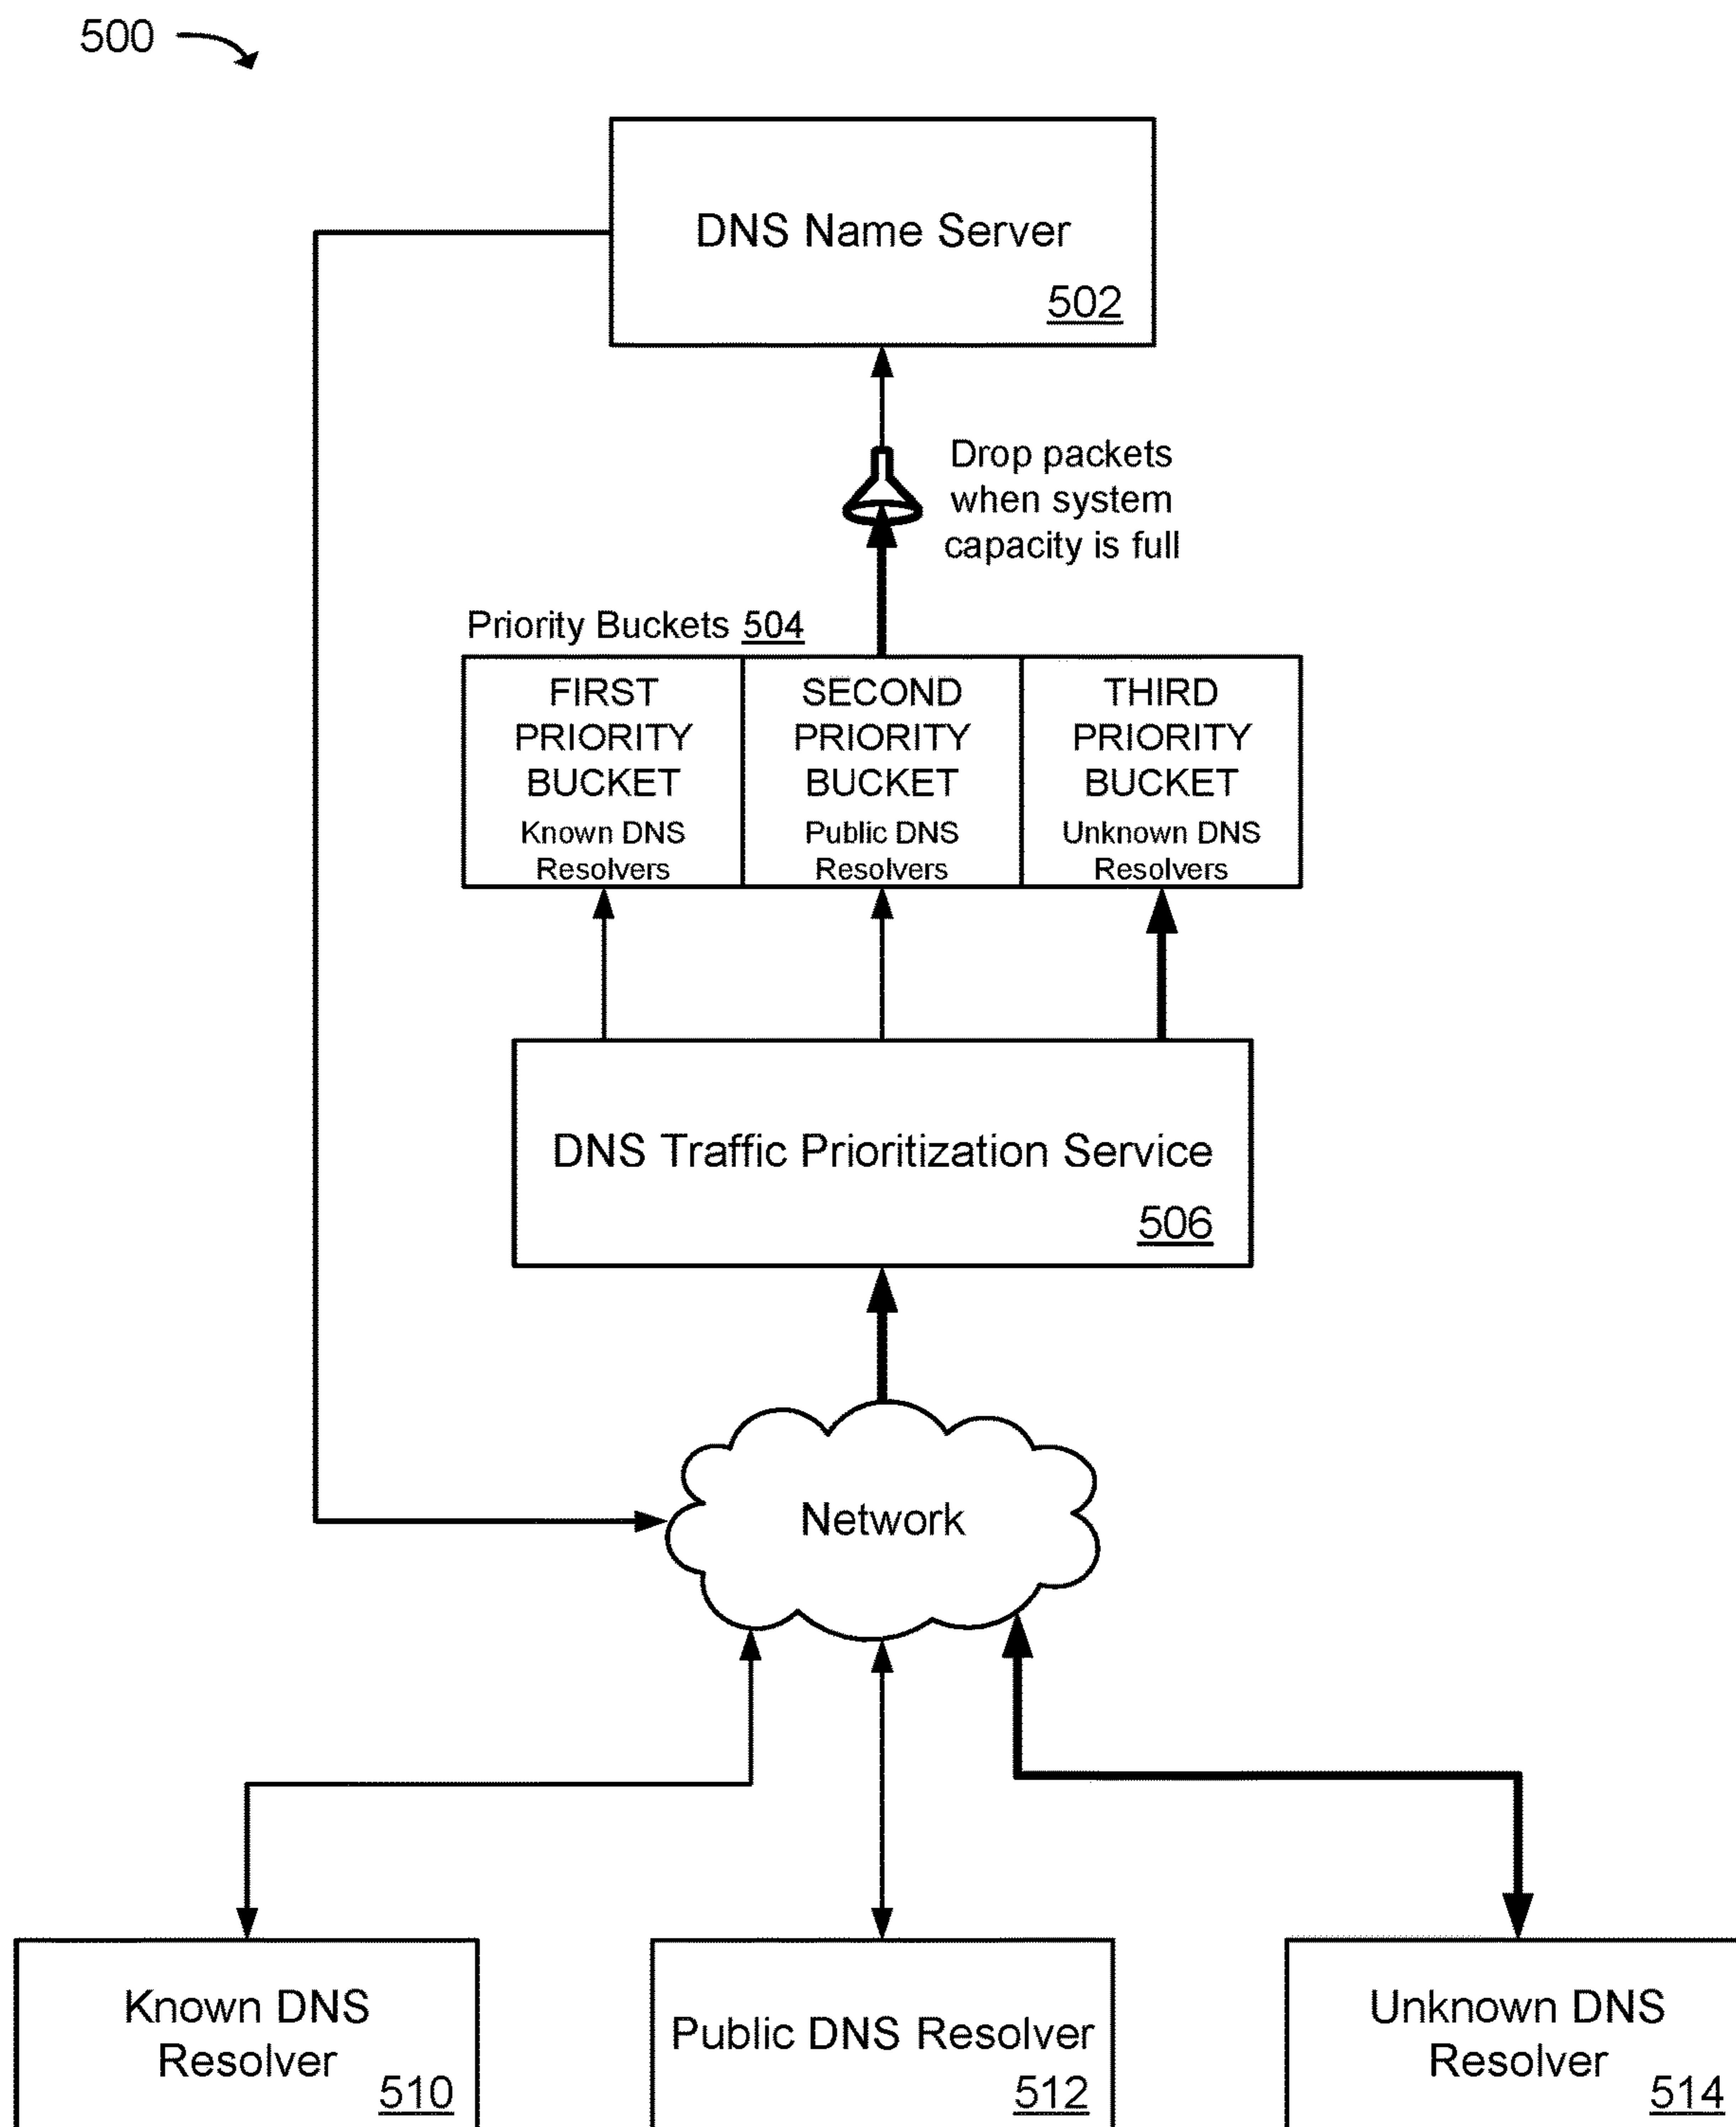 500
DNS Name Server
502
Drop packets
when system
capacity is full
Priority Buckets 504
FIRST
PRIORITY
BUCKET
Known DNS
Resolvers
SECOND
PRIORITY
BUCKET
Public DNS
Resolvers
THIRD
PRIORITY
BUCKET
Unknown DNS
Resolvers
DNS Traffic Prioritization Service
506
Network
Known DNS
Resolver
510
Public DNS Resolver
512
Unknown DNS
Resolver
514